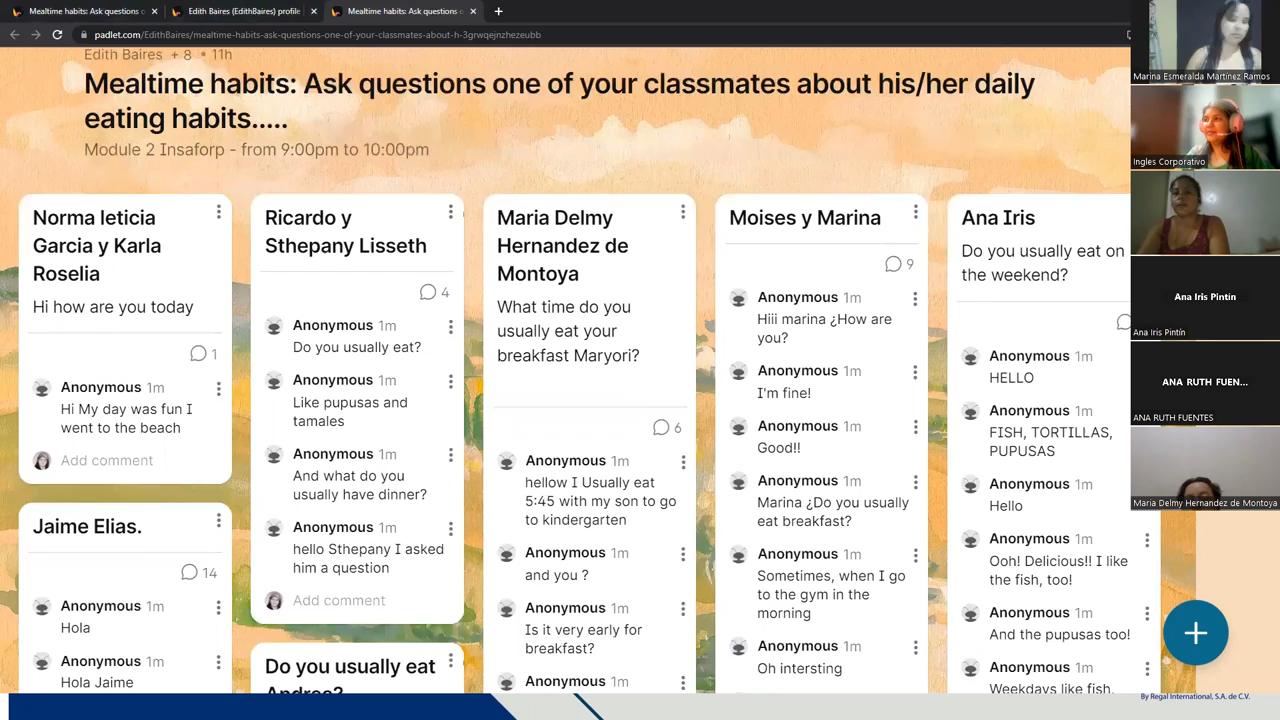 Mealtime habits: Ask questions o
Edith Baires (EdithBaires) profile
Mealtime habits: Ask questions o
padlet.com/EdithBaires/mealtime-habits-ask-questions-one-of-your-classmates-about-h-3grwqejnzhezeubb
Edith Baires + 8 • 11h
Mealtime habits: Ask questions one of your classmates about his/her daily
eating habits.....
Module 2 Insaforp - from 9:00pm to 10:00pm
Norma leticia
Garcia y Karla
Roselia
Hi how are you today
1
Anonymous 1m
Hi My day was fun I
went to the beach
Add comment
Jaime Elias.
14
Anonymous 1m
Hola
Anonymous 1m
Hola Jaime
Ricardo y
Sthepany Lisseth
4
Anonymous 1m
Do you usually eat?
Anonymous 1m
Like pupusas and
tamales
Anonymous 1m
And what do you
usually have dinner?
Anonymous 1m
hello Sthepany I asked
him a question
Add comment
Do you usually eat
Andrea?
Maria Delmy
Hernandez de
Montoya
What time do you
usually eat your
breakfast Maryori?
6
Anonymous 1m
hellow I Usually eat
5:45 with my son to go
to kindergarten
Anonymous 1m
and you ?
Anonymous 1m
Is it very early for
breakfast?
Anonymous 1m
Moises y Marina
9
Anonymous 1m
Hiii marina ¿How are
you?
Anonymous 1m
I'm fine!
Anonymous 1m
Good!!
Anonymous 1m
Marina ¿Do you usually
eat breakfast?
Anonymous 1m
Sometimes, when I go
to the gym in the
morning
Anonymous 1m
Oh intersting
Ana Iris
Do you usually eat on
the weekend?
Anonymous 1m
HELLO
Anonymous 1m
FISH, TORTILLAS,
PUPUSAS
Anonymous 1m
Hello
Anonymous 1m
Ooh! Delicious!! I like
the fish, too!
Anonymous 1m
And the pupusas too!
Anonymous 1m
Weekdays like fish,
Marina Esmeralda Martínez Ramos
Ingles Corporativo
Ana Iris Pintín
Ana Iris Pintín
ANA RUTH FUEN...
ANA RUTH FUENTES
Maria Delmy Hernandez de Montoya
By Regal International, S.A. de C.V.